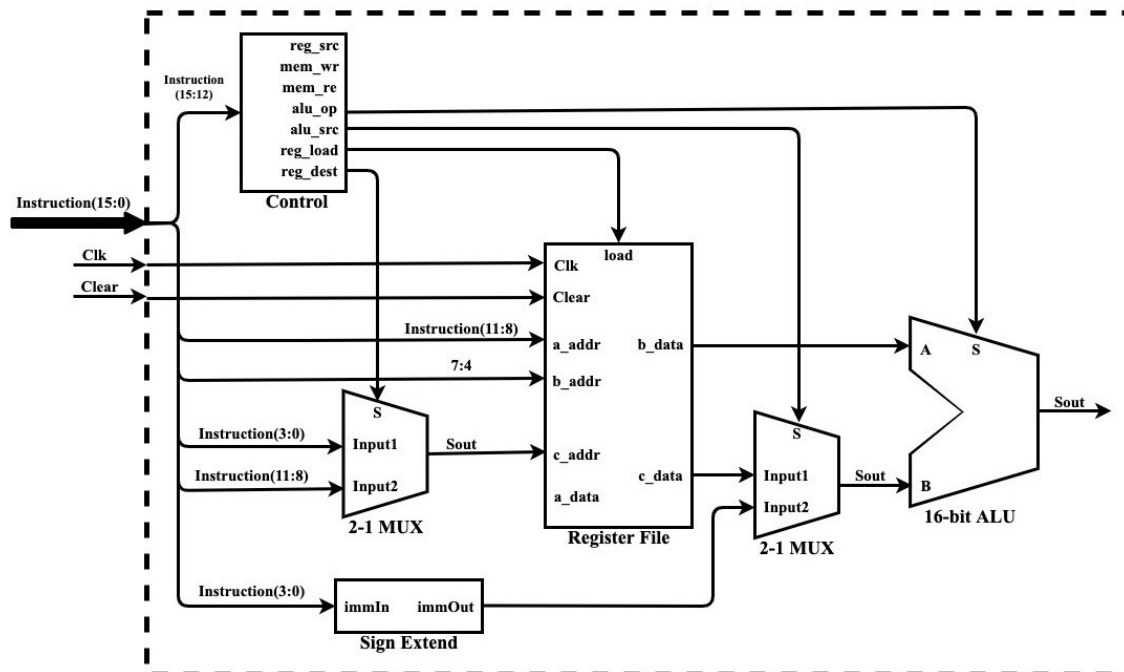 reg_src
mem_wr
mem_re
alu_op
alu_src
reg_load
reg_dest
Control
Instruction
(15:12)
Instruction(15:0)
Clk
Clear
load
Clk
Clear
Instruction(11:8)
a_addr
b_data
7:4
b_addr
S
Instruction(3:0)
Input1
Sout
c_addr
c_data
Instruction(11:8)
Input2
a_data
2-1 MUX
Register File
S
Input1
Input2
Sout
2-1 MUX
A
S
B
Sout
16-bit ALU
Instruction(3:0)
immIn immOut
Sign Extend